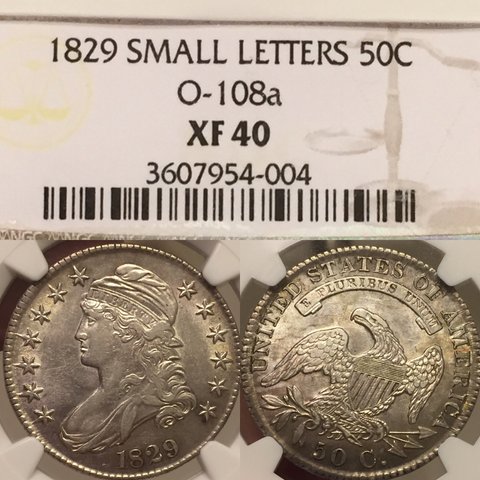 1829 SMALL LETTERS 50C
O-108a
XF 40
3607954-004
LIBERTY
1829
UNITED STATES OF AMERICA
E PLURIBUS UNUM
50 C.